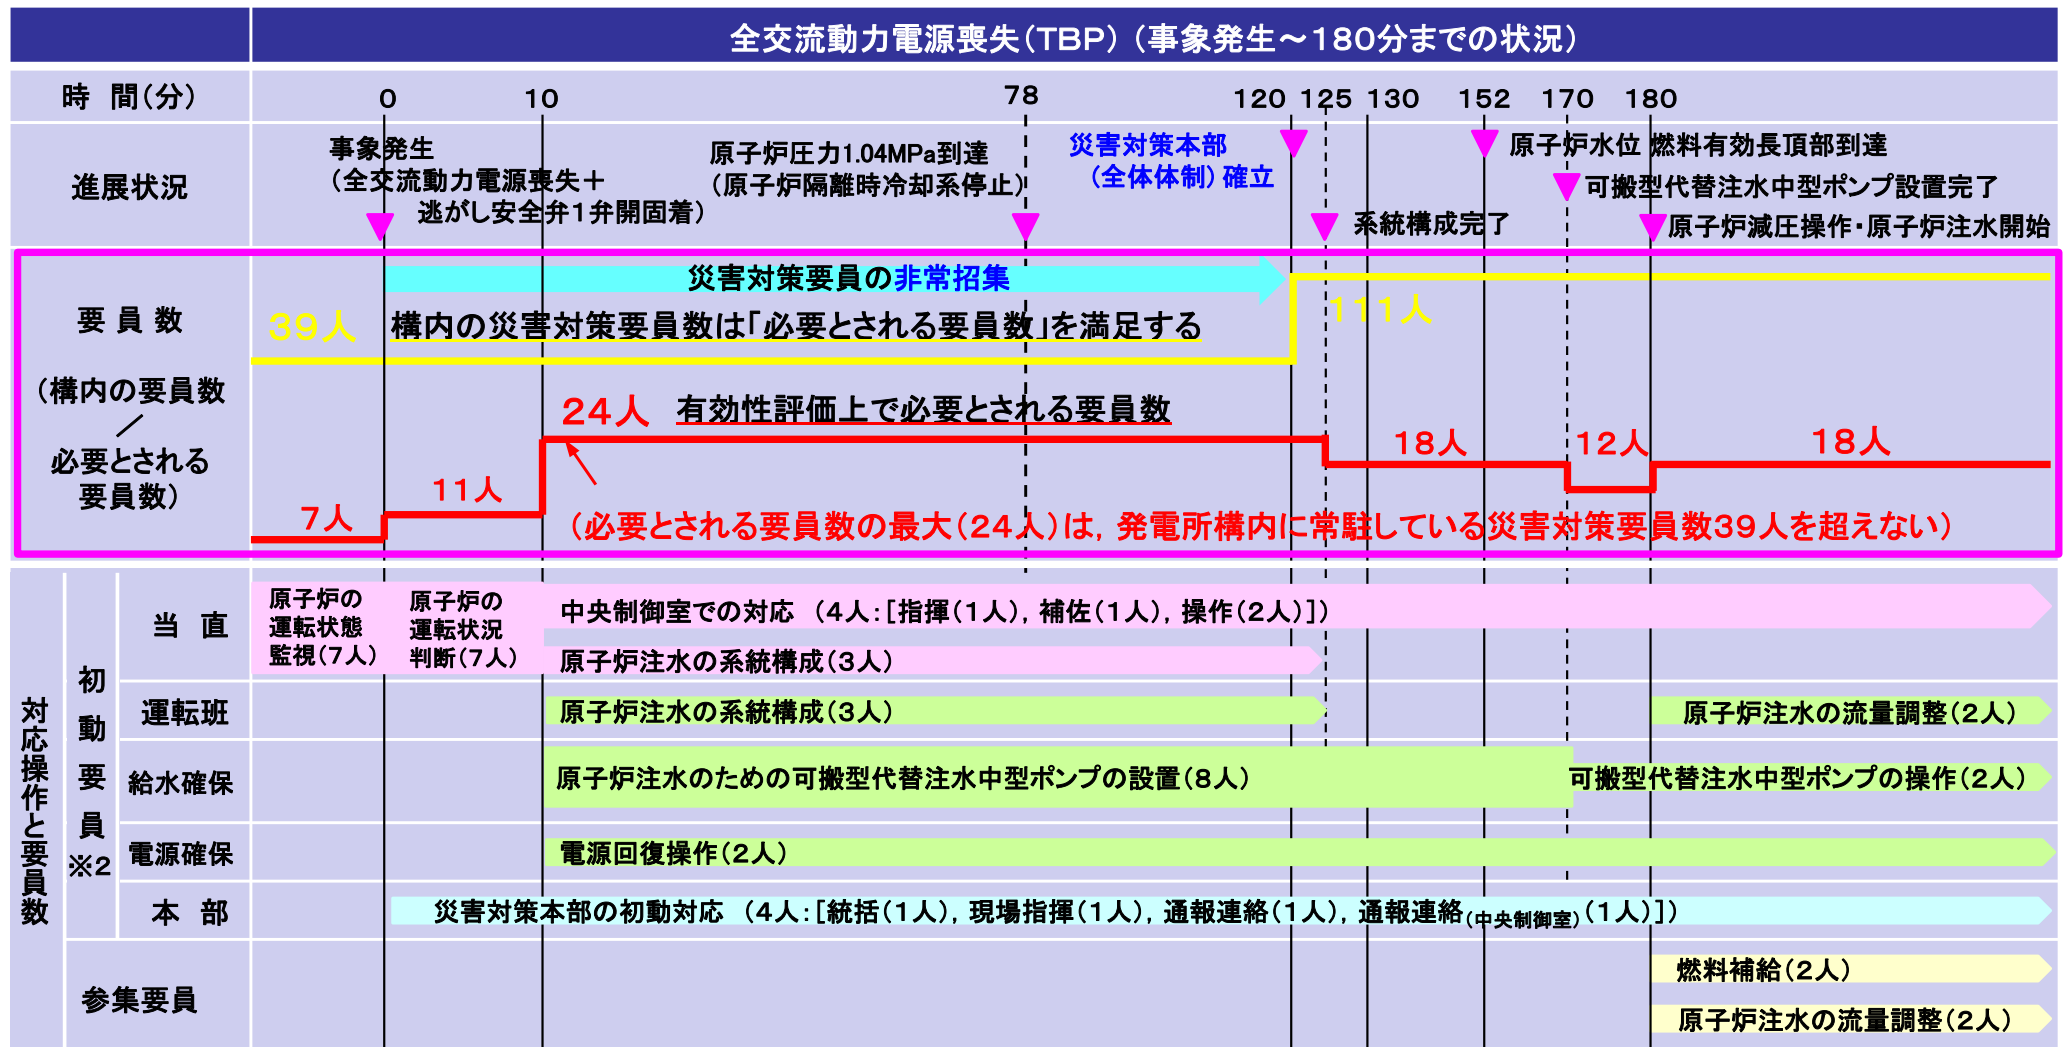 全交流動力電源喪失(TBP)(事象発生～180分までの状況)
時 間(分)
0
10
78
120
125
130
152
170
180
進展状況
事象発生
(全交流動力電源喪失＋
逃がし安全弁1弁開固着)
原子炉圧力1.04MPa到達
(原子炉隔離時冷却系停止)
災害対策本部
(全体体制)確立
系統構成完了
原子炉水位 燃料有効長頂部到達
可搬型代替注水中型ポンプ設置完了
原子炉減圧操作・原子炉注水開始
要 員 数
(構内の要員数
／
必要とされる
要員数)
災害対策要員の非常招集
39人
構内の災害対策要員数は「必要とされる要員数」を満足する
111人
24人 有効性評価上で必要とされる要員数
7人
11人
18人
12人
18人
(必要とされる要員数の最大(24人)は，発電所構内に常駐している災害対策要員数39人を超えない)
対応操作と要員数
初動要員※2
当 直
原子炉の
運転状態
監視(7人)
原子炉の
運転状況
判断(7人)
中央制御室での対応 (4人：[指揮(1人)，補佐(1人)，操作(2人)])
原子炉注水の系統構成(3人)
運転班
原子炉注水の系統構成(3人)
原子炉注水の流量調整(2人)
給水確保
原子炉注水のための可搬型代替注水中型ポンプの設置(8人)
可搬型代替注水中型ポンプの操作(2人)
電源確保
電源回復操作(2人)
本 部
災害対策本部の初動対応 (4人：[統括(1人)，現場指揮(1人)，通報連絡(1人)，通報連絡(中央制御室)(1人)])
参集要員
燃料補給(2人)
原子炉注水の流量調整(2人)